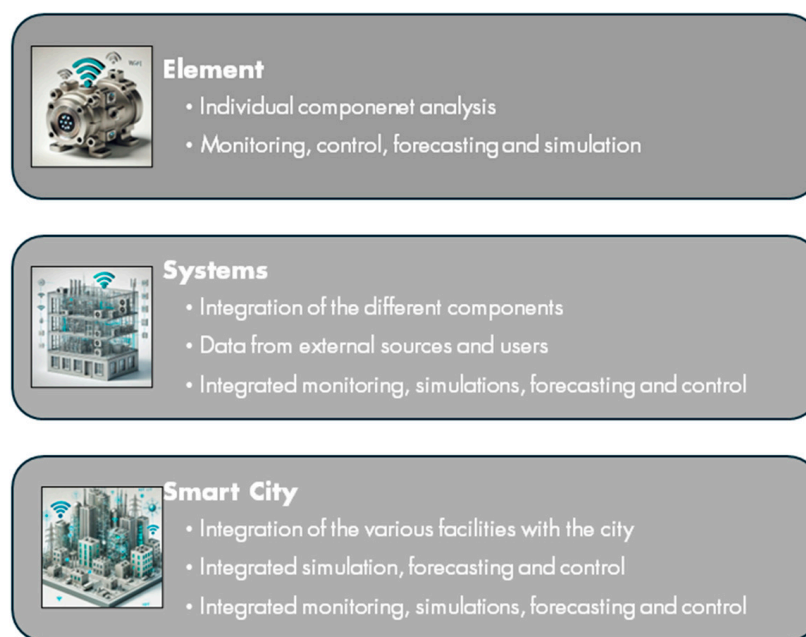 Element
• Individual componenet analysis
• Monitoring, control, forecasting and simulation
Systems
• Integration of the different components
• Data from external sources and users
• Integrated monitoring, simulations, forecasting and control
Smart City
• Integration of the various facilities with the city
• Integrated simulation, forecasting and control
• Integrated monitoring, simulations, forecasting and control